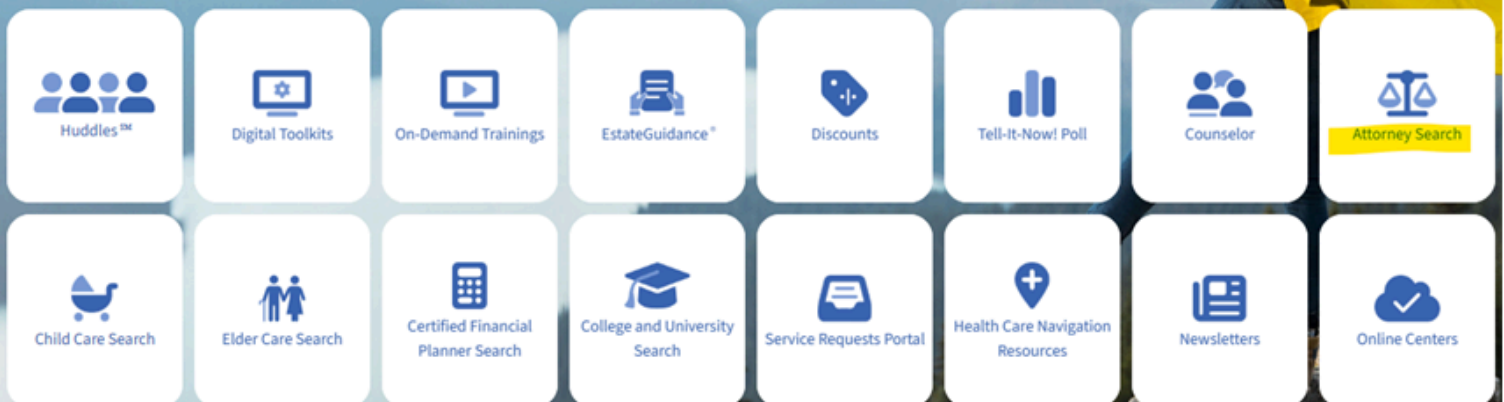 Huddles™
Digital Toolkits
On-Demand Trainings
EstateGuidance®
Discounts
Tell-It-Now! Poll
Counselor
Attorney Search
Child Care Search
Elder Care Search
Certified Financial
Planner Search
College and University
Search
Service Requests Portal
Health Care Navigation
Resources
Newsletters
Online Centers